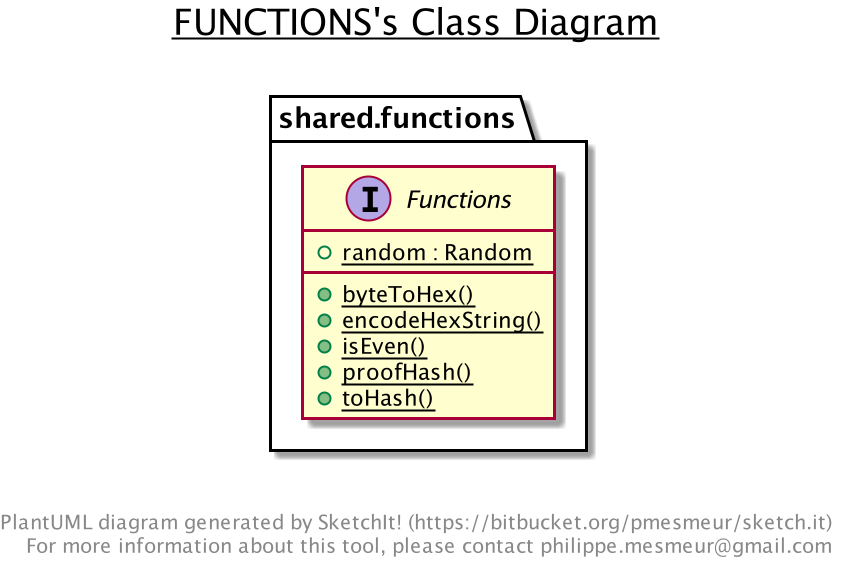 FUNCTIONS's Class Diagram
shared.functions
I Functions
random : Random
byteToHex()
encodeHexString()
isEven()
proofHash()
toHash()
PlantUML diagram generated by SketchIt! (https://bitbucket.org/pmesmeur/sketch.it)
For more information about this tool, please contact philippe.mesmeur@gmail.com